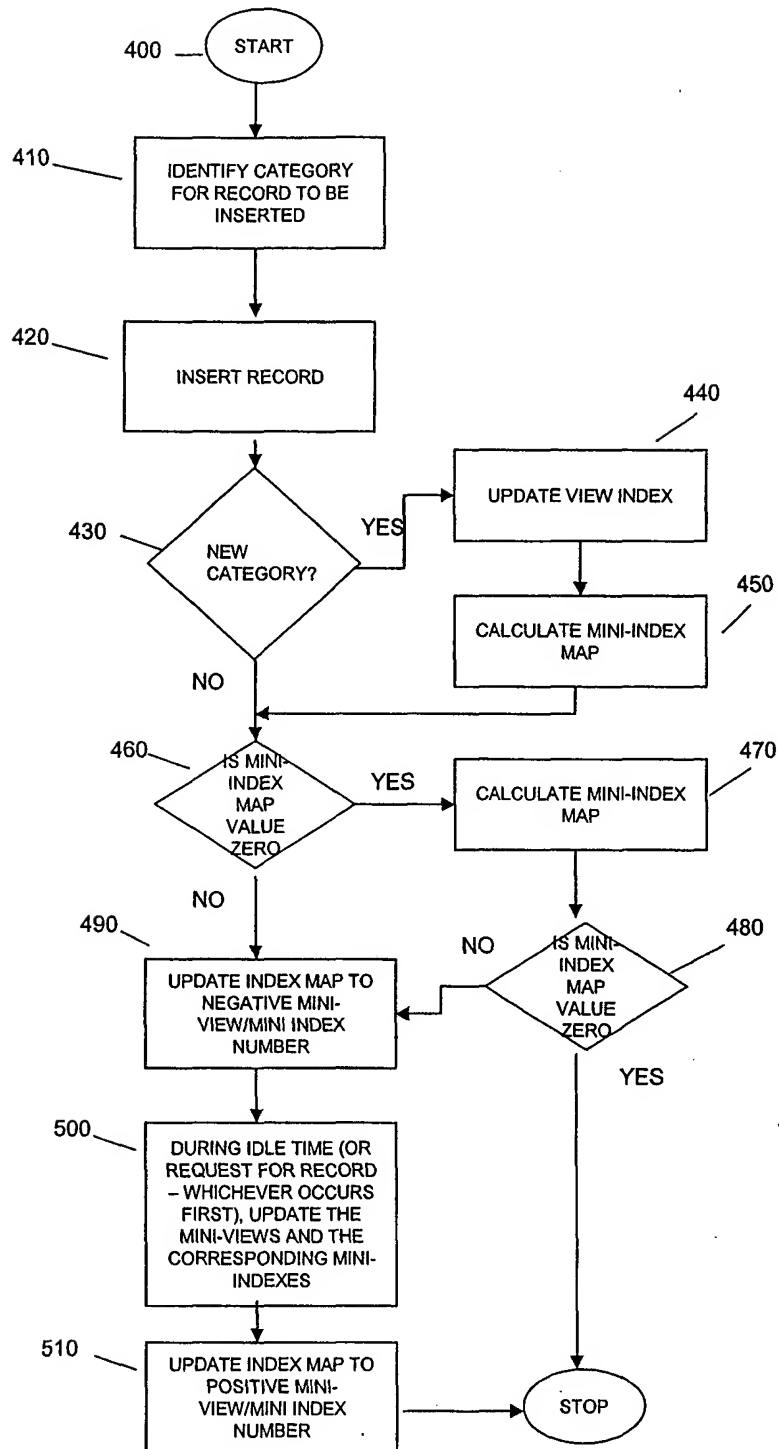 400
START
410
IDENTIFY CATEGORY
FOR RECORD TO BE
INSERTED
420
INSERT RECORD
430
NEW
CATEGORY?
YES
440
UPDATE VIEW INDEX
450
CALCULATE MINI-INDEX
MAP
NO
460
IS MINI-
INDEX
MAP
VALUE
ZERO
YES
470
CALCULATE MINI-INDEX
MAP
NO
480
IS MINI-
INDEX
MAP
VALUE
ZERO
NO
YES
490
UPDATE INDEX MAP TO
NEGATIVE MINI-
VIEW/MINI INDEX
NUMBER
500
DURING IDLE TIME (OR
REQUEST FOR RECORD
– WHICHEVER OCCURS
FIRST), UPDATE THE
MINI-VIEWS AND THE
CORRESPONDING MINI-
INDEXES
510
UPDATE INDEX MAP TO
POSITIVE MINI-
VIEW/MINI INDEX
NUMBER
STOP